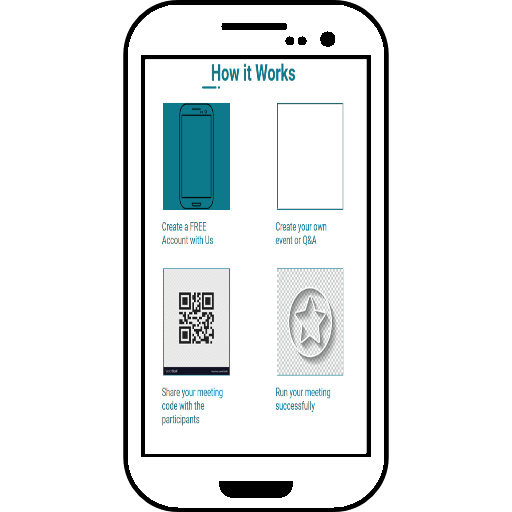 How it Works
Create a FREE
Account with Us
Create your own
event or Q&A
Share your meeting
code with the
participants
Run your meeting
successfully